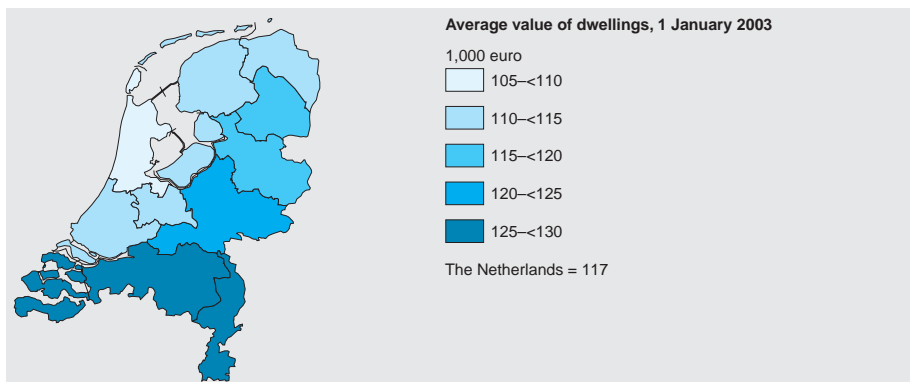 Average value of dwellings, 1 January 2003
1,000 euro
105–<110
110–<115
115–<120
120–<125
125–<130
The Netherlands = 117